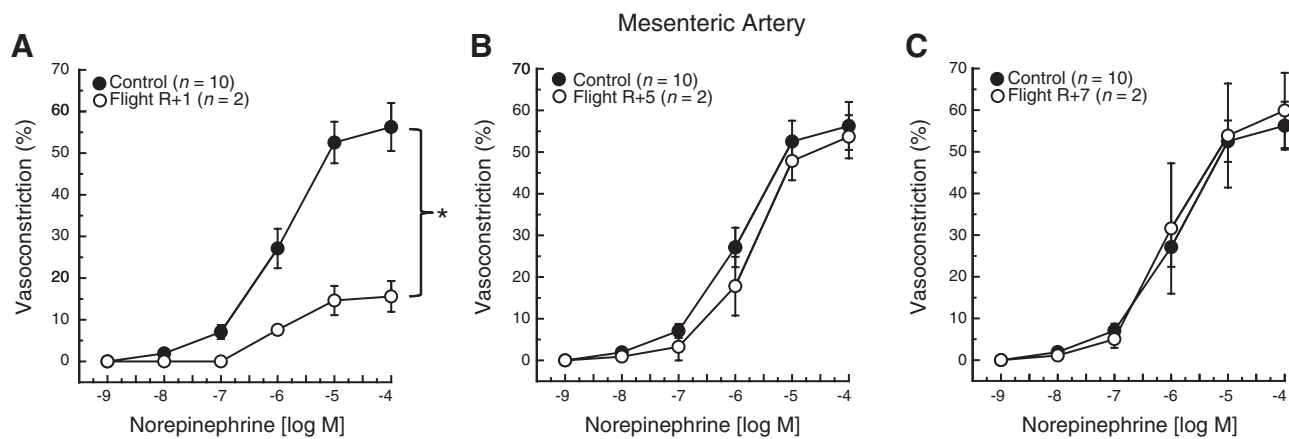 Mesenteric Artery
A
Control (n = 10)
Flight R+1 (n = 2)
70
60
50
40
30
20
10
0
Vasoconstriction (%)
*
-9 -8 -7 -6 -5 -4
Norepinephrine [log M]
B
Control (n = 10)
Flight R+5 (n = 2)
70
60
50
40
30
20
10
0
Vasoconstriction (%)
-9 -8 -7 -6 -5 -4
Norepinephrine [log M]
C
Control (n = 10)
Flight R+7 (n = 2)
70
60
50
40
30
20
10
0
Vasoconstriction (%)
-9 -8 -7 -6 -5 -4
Norepinephrine [log M]